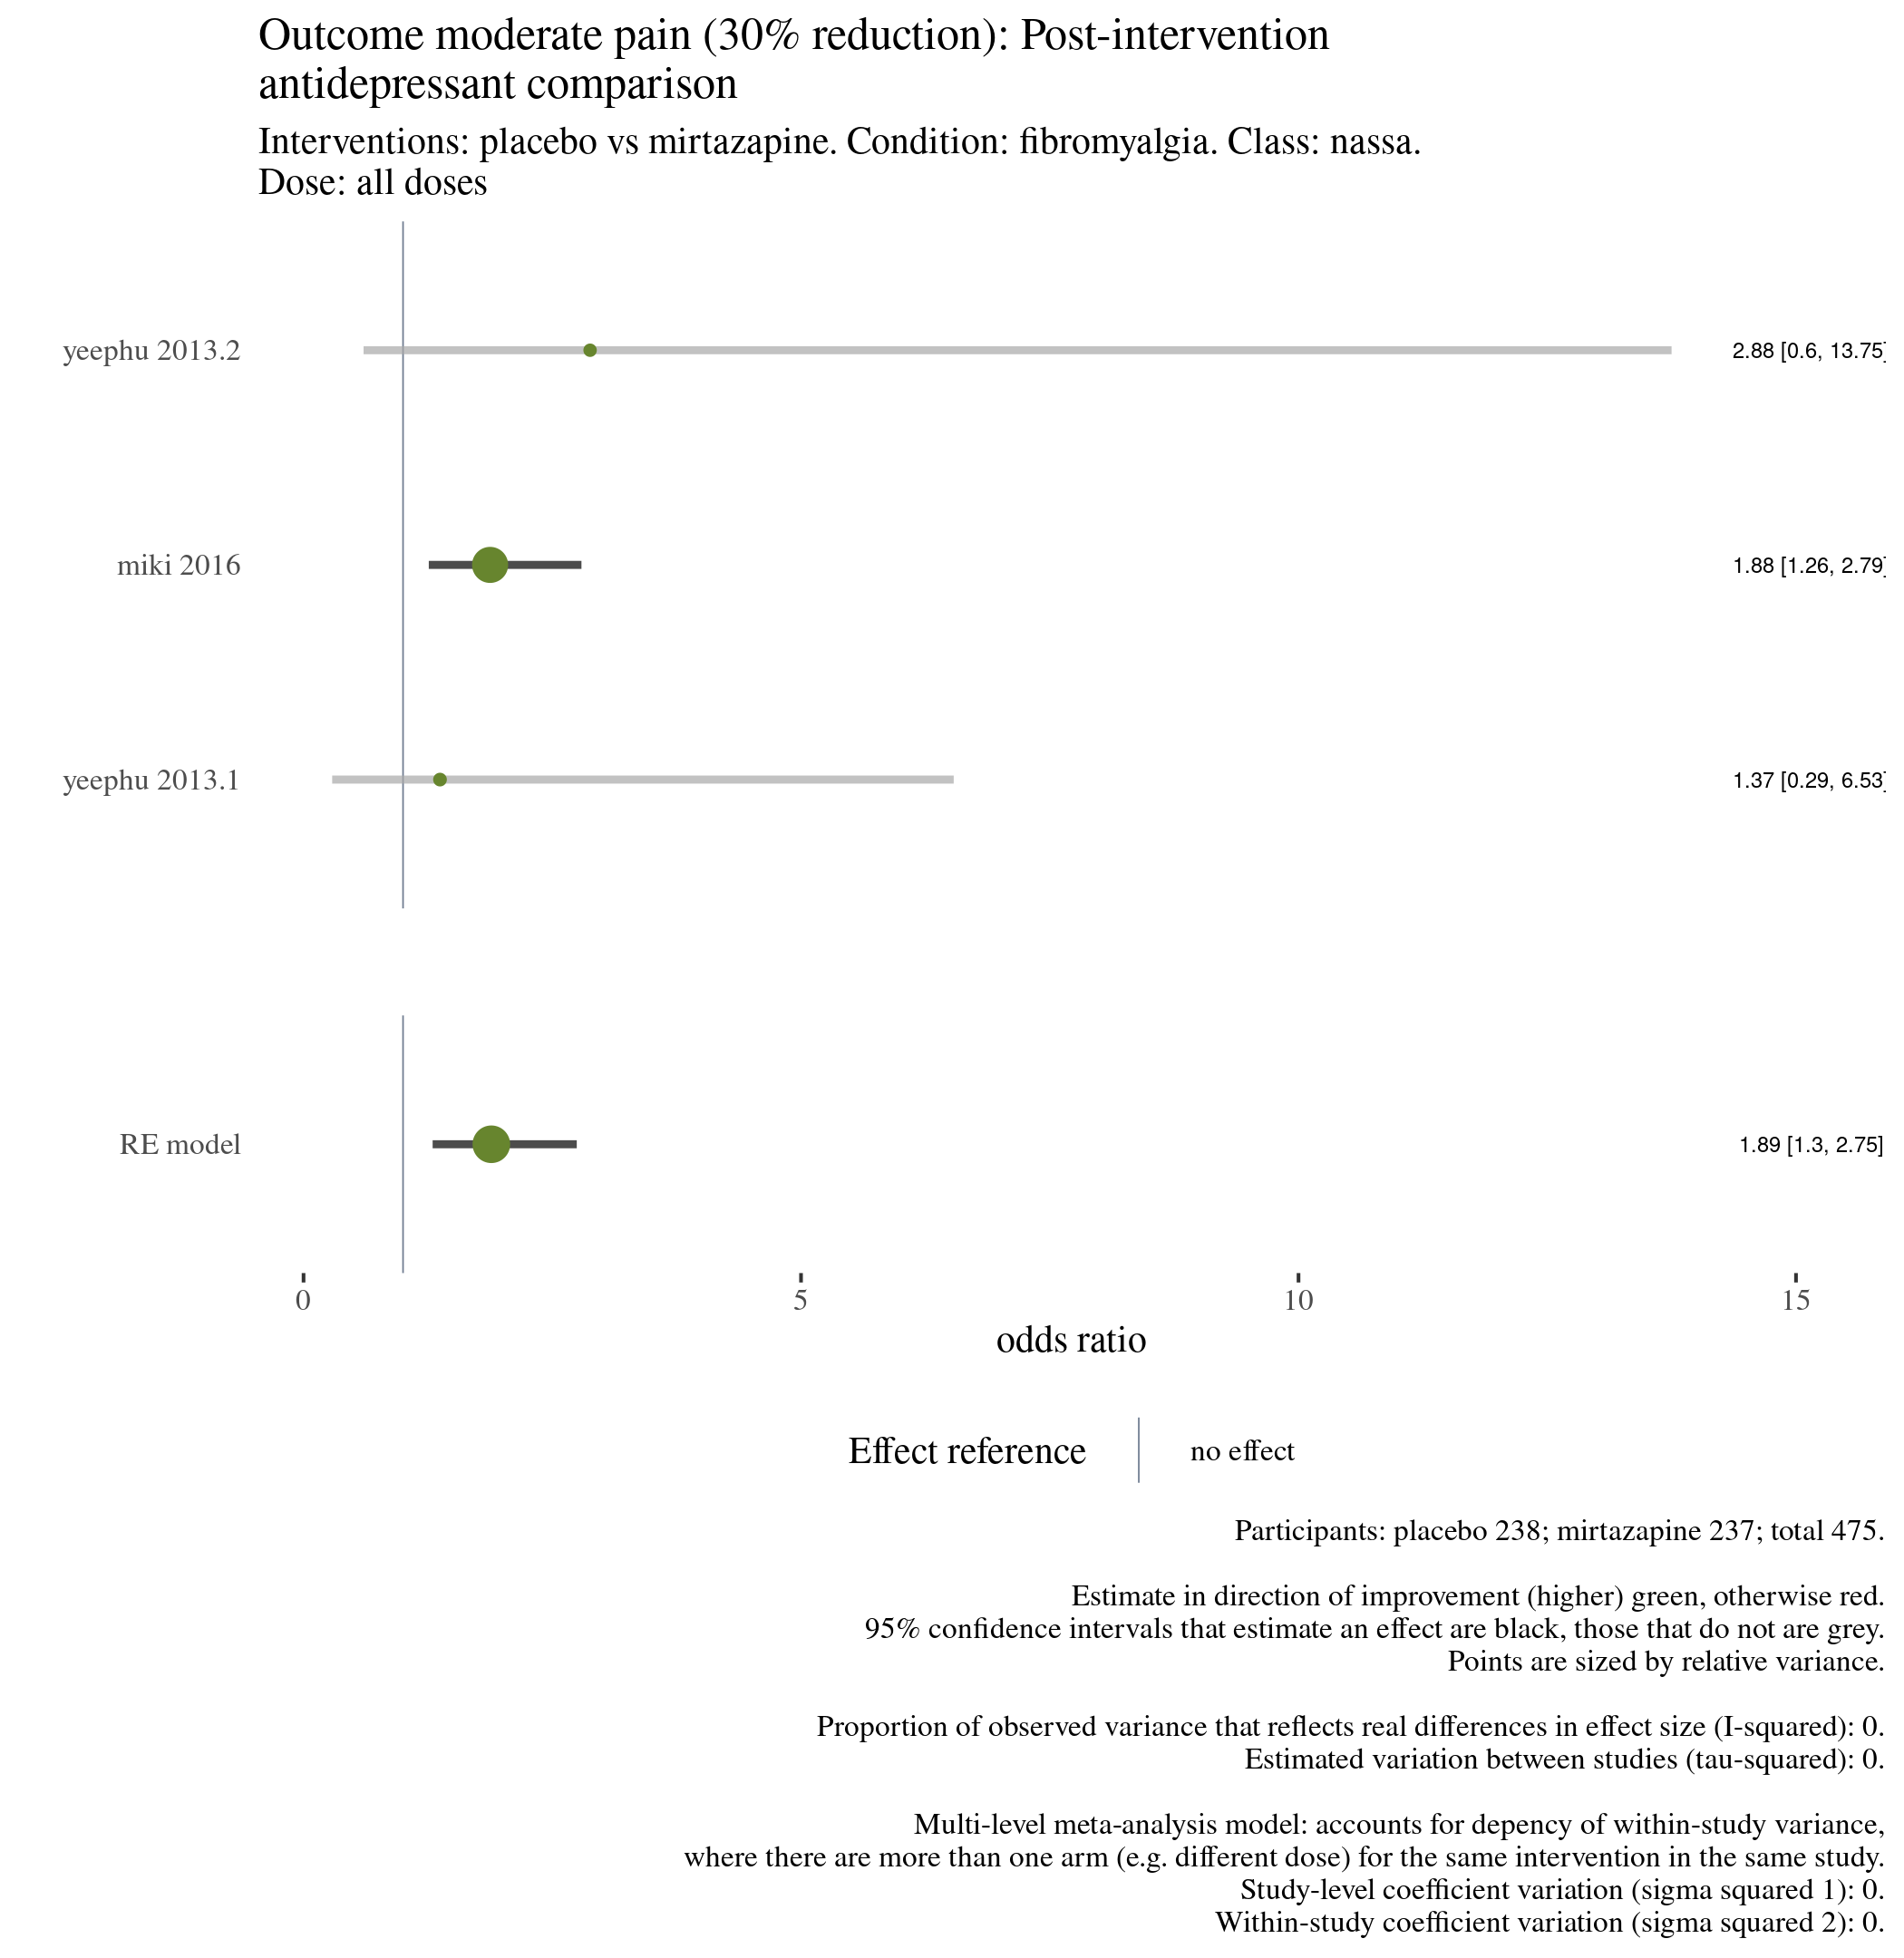 Outcome moderate pain (30% reduction): Post-intervention
antidepressant comparison
Interventions: placebo vs mirtazapine. Condition: fibromyalgia. Class: nassa.
Dose: all doses
yeephu 2013.2
2.88 [0.6, 13.75]
miki 2016
1.88 [1.26, 2.79]
yeephu 2013.1
1.37 [0.29, 6.53]
RE model
1.89 [1.3, 2.75]
0 5 10 15
odds ratio
Effect reference no effect
Participants: placebo 238; mirtazapine 237; total 475.
Estimate in direction of improvement (higher) green, otherwise red.
95% confidence intervals that estimate an effect are black, those that do not are grey.
Points are sized by relative variance.
Proportion of observed variance that reflects real differences in effect size (I-squared): 0.
Estimated variation between studies (tau-squared): 0.
Multi-level meta-analysis model: accounts for depency of within-study variance,
where there are more than one arm (e.g. different dose) for the same intervention in the same study.
Study-level coefficient variation (sigma squared 1): 0.
Within-study coefficient variation (sigma squared 2): 0.